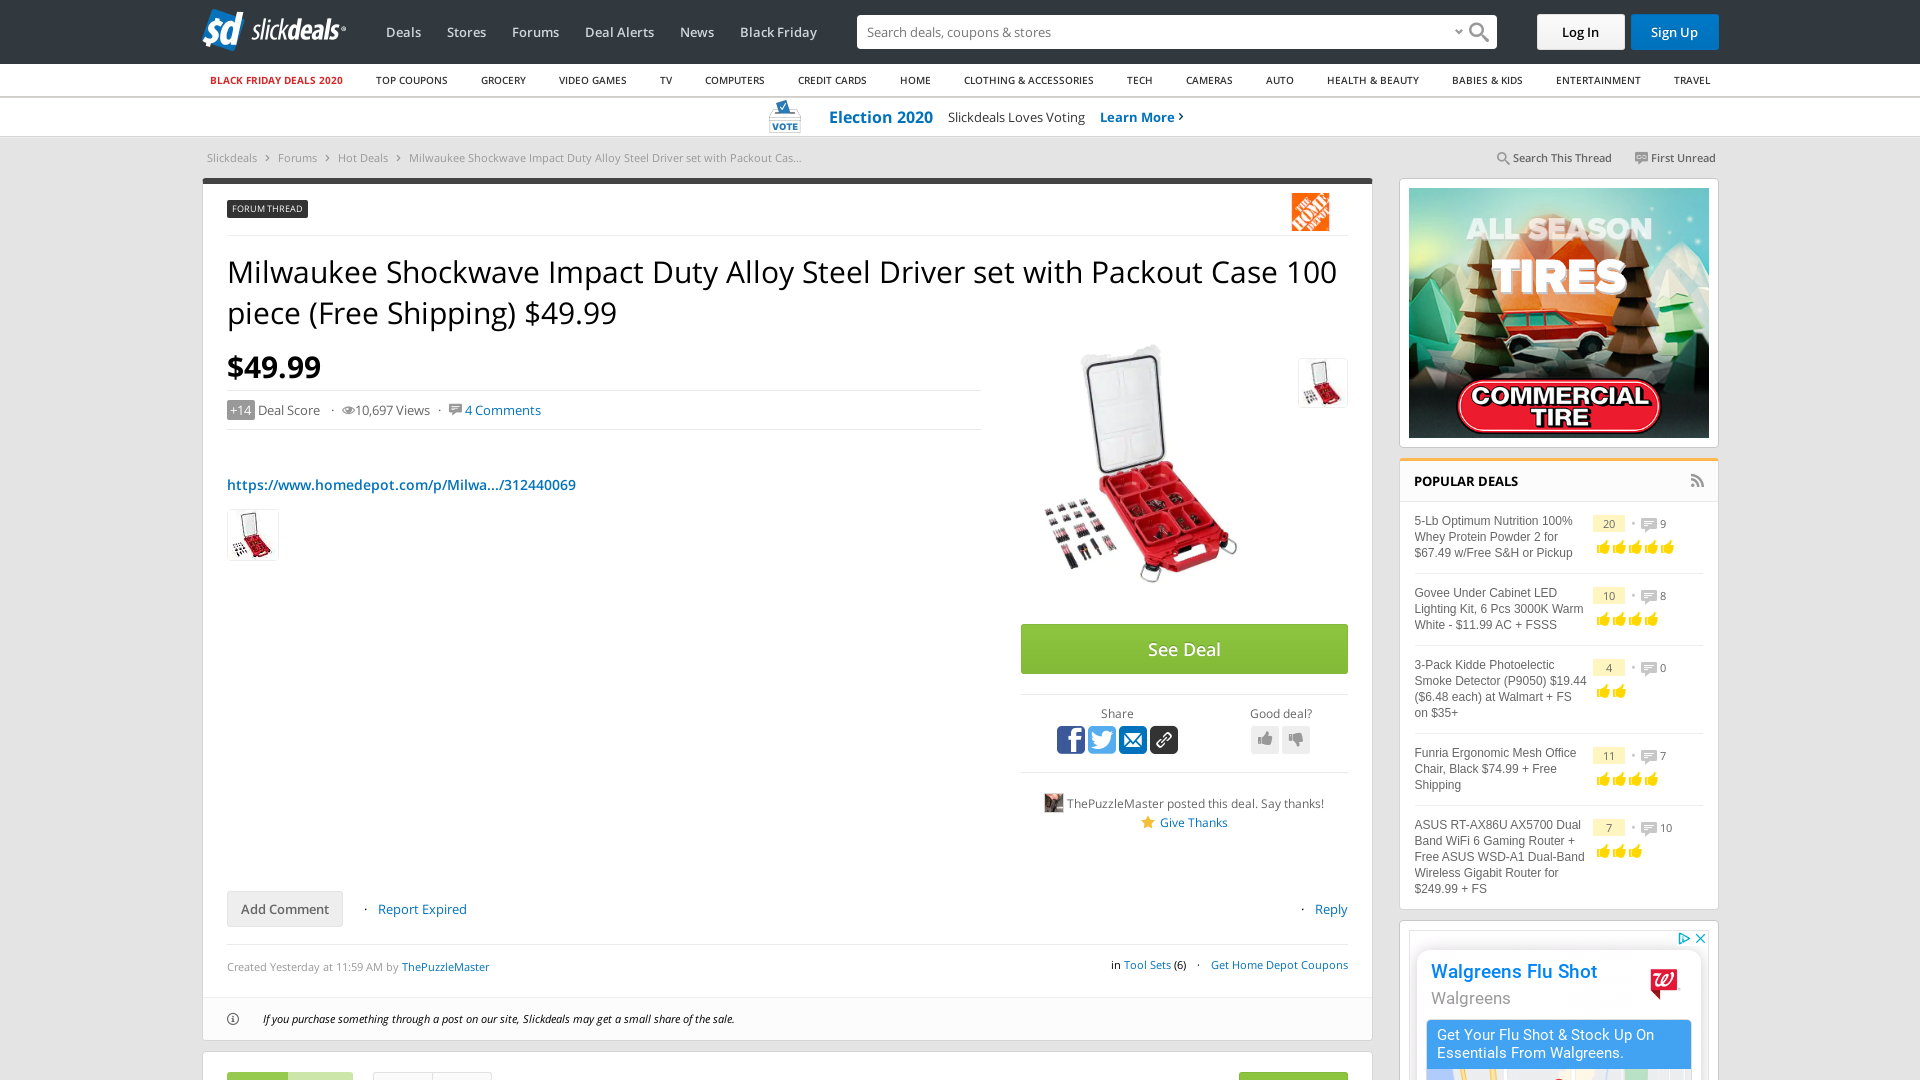 sd slickdeals
Deals
Stores
Forums
Deal Alerts
News
Black Friday
Search deals, coupons & stores
Log In
Sign Up
BLACK FRIDAY DEALS 2020
TOP COUPONS
GROCERY
VIDEO GAMES
TV
COMPUTERS
CREDIT CARDS
HOME
CLOTHING & ACCESSORIES
TECH
CAMERAS
AUTO
HEALTH & BEAUTY
BABIES & KIDS
ENTERTAINMENT
TRAVEL
VOTE
Election 2020 Slickdeals Loves Voting Learn More
Slickdeals > Forums > Hot Deals > Milwaukee Shockwave Impact Duty Alloy Steel Driver set with Packout Cas...
Search This Thread
First Unread
FORUM THREAD
THE HOME DEPOT
Milwaukee Shockwave Impact Duty Alloy Steel Driver set with Packout Case 100
piece (Free Shipping) $49.99
$49.99
+14 Deal Score · 10,697 Views · 4 Comments
https://www.homedepot.com/p/Milwa.../312440069
See Deal
Share
Good deal?
ThePuzzleMaster posted this deal. Say thanks!
Give Thanks
Add Comment
· Report Expired
· Reply
Created Yesterday at 11:59 AM by ThePuzzleMaster
in Tool Sets (6) · Get Home Depot Coupons
If you purchase something through a post on our site, Slickdeals may get a small share of the sale.
ALL SEASON
TIRES
COMMERCIAL
TIRE
POPULAR DEALS
5-Lb Optimum Nutrition 100%
Whey Protein Powder 2 for
$67.49 w/Free S&H or Pickup
20 • 9
Govee Under Cabinet LED
Lighting Kit, 6 Pcs 3000K Warm
White - $11.99 AC + FSSS
10 • 8
3-Pack Kidde Photoelectic
Smoke Detector (P9050) $19.44
($6.48 each) at Walmart + FS
on $35+
4 • 0
Funria Ergonomic Mesh Office
Chair, Black $74.99 + Free
Shipping
11 • 7
ASUS RT-AX86U AX5700 Dual
Band WiFi 6 Gaming Router +
Free ASUS WSD-A1 Dual-Band
Wireless Gigabit Router for
$249.99 + FS
7 • 10
Walgreens Flu Shot
Walgreens
W
Get Your Flu Shot & Stock Up On
Essentials From Walgreens.